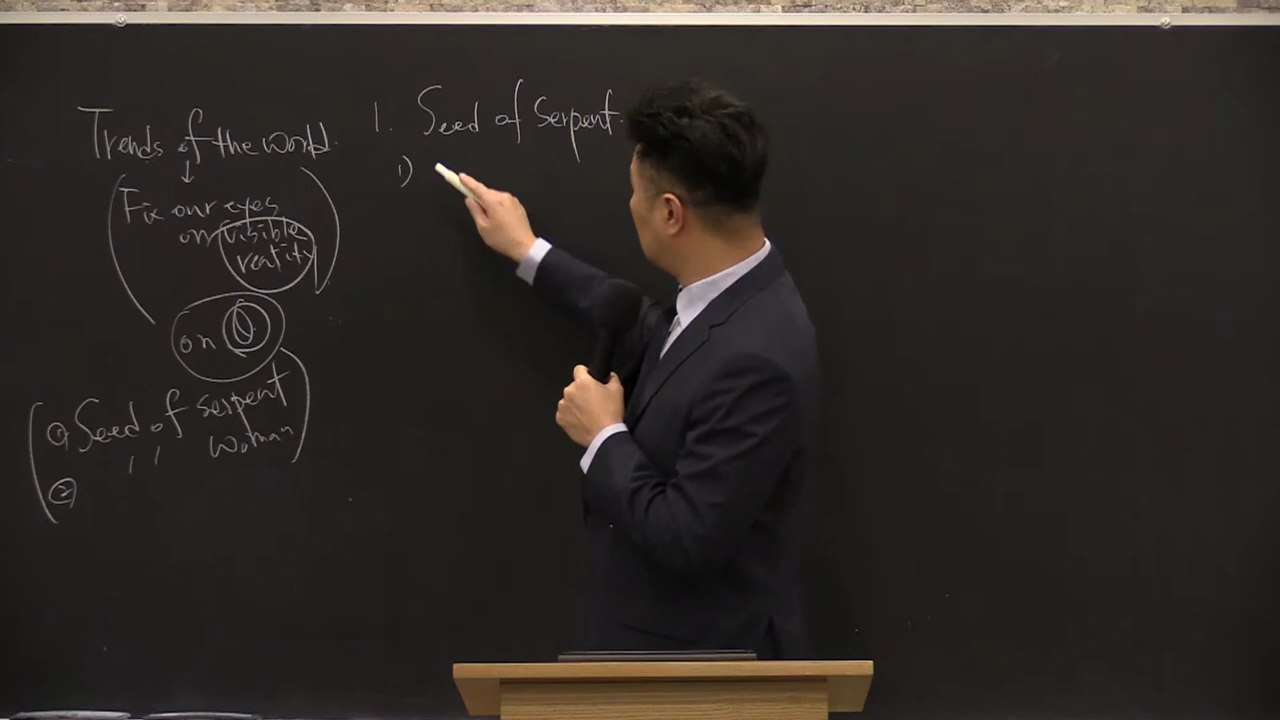 Trends of the world.
↓
(Fix our eyes
on visible
reality)
on
① Seed of serpent
〃 woman
②
1. Seed of Serpent.
1)